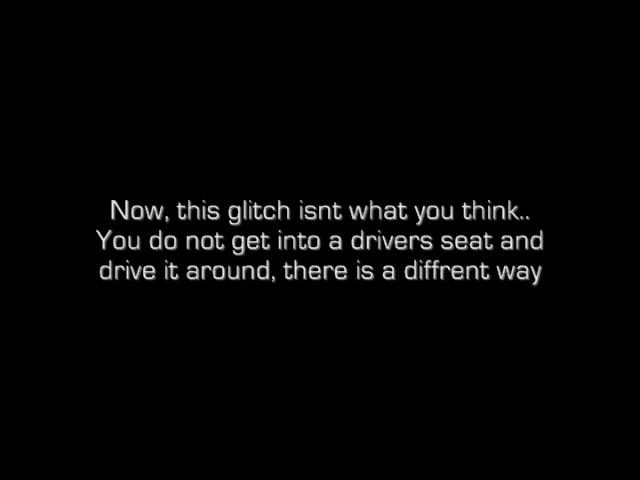 Now, this glitch isnt what you think..
You do not get into a drivers seat and
drive it around, there is a diffrent way